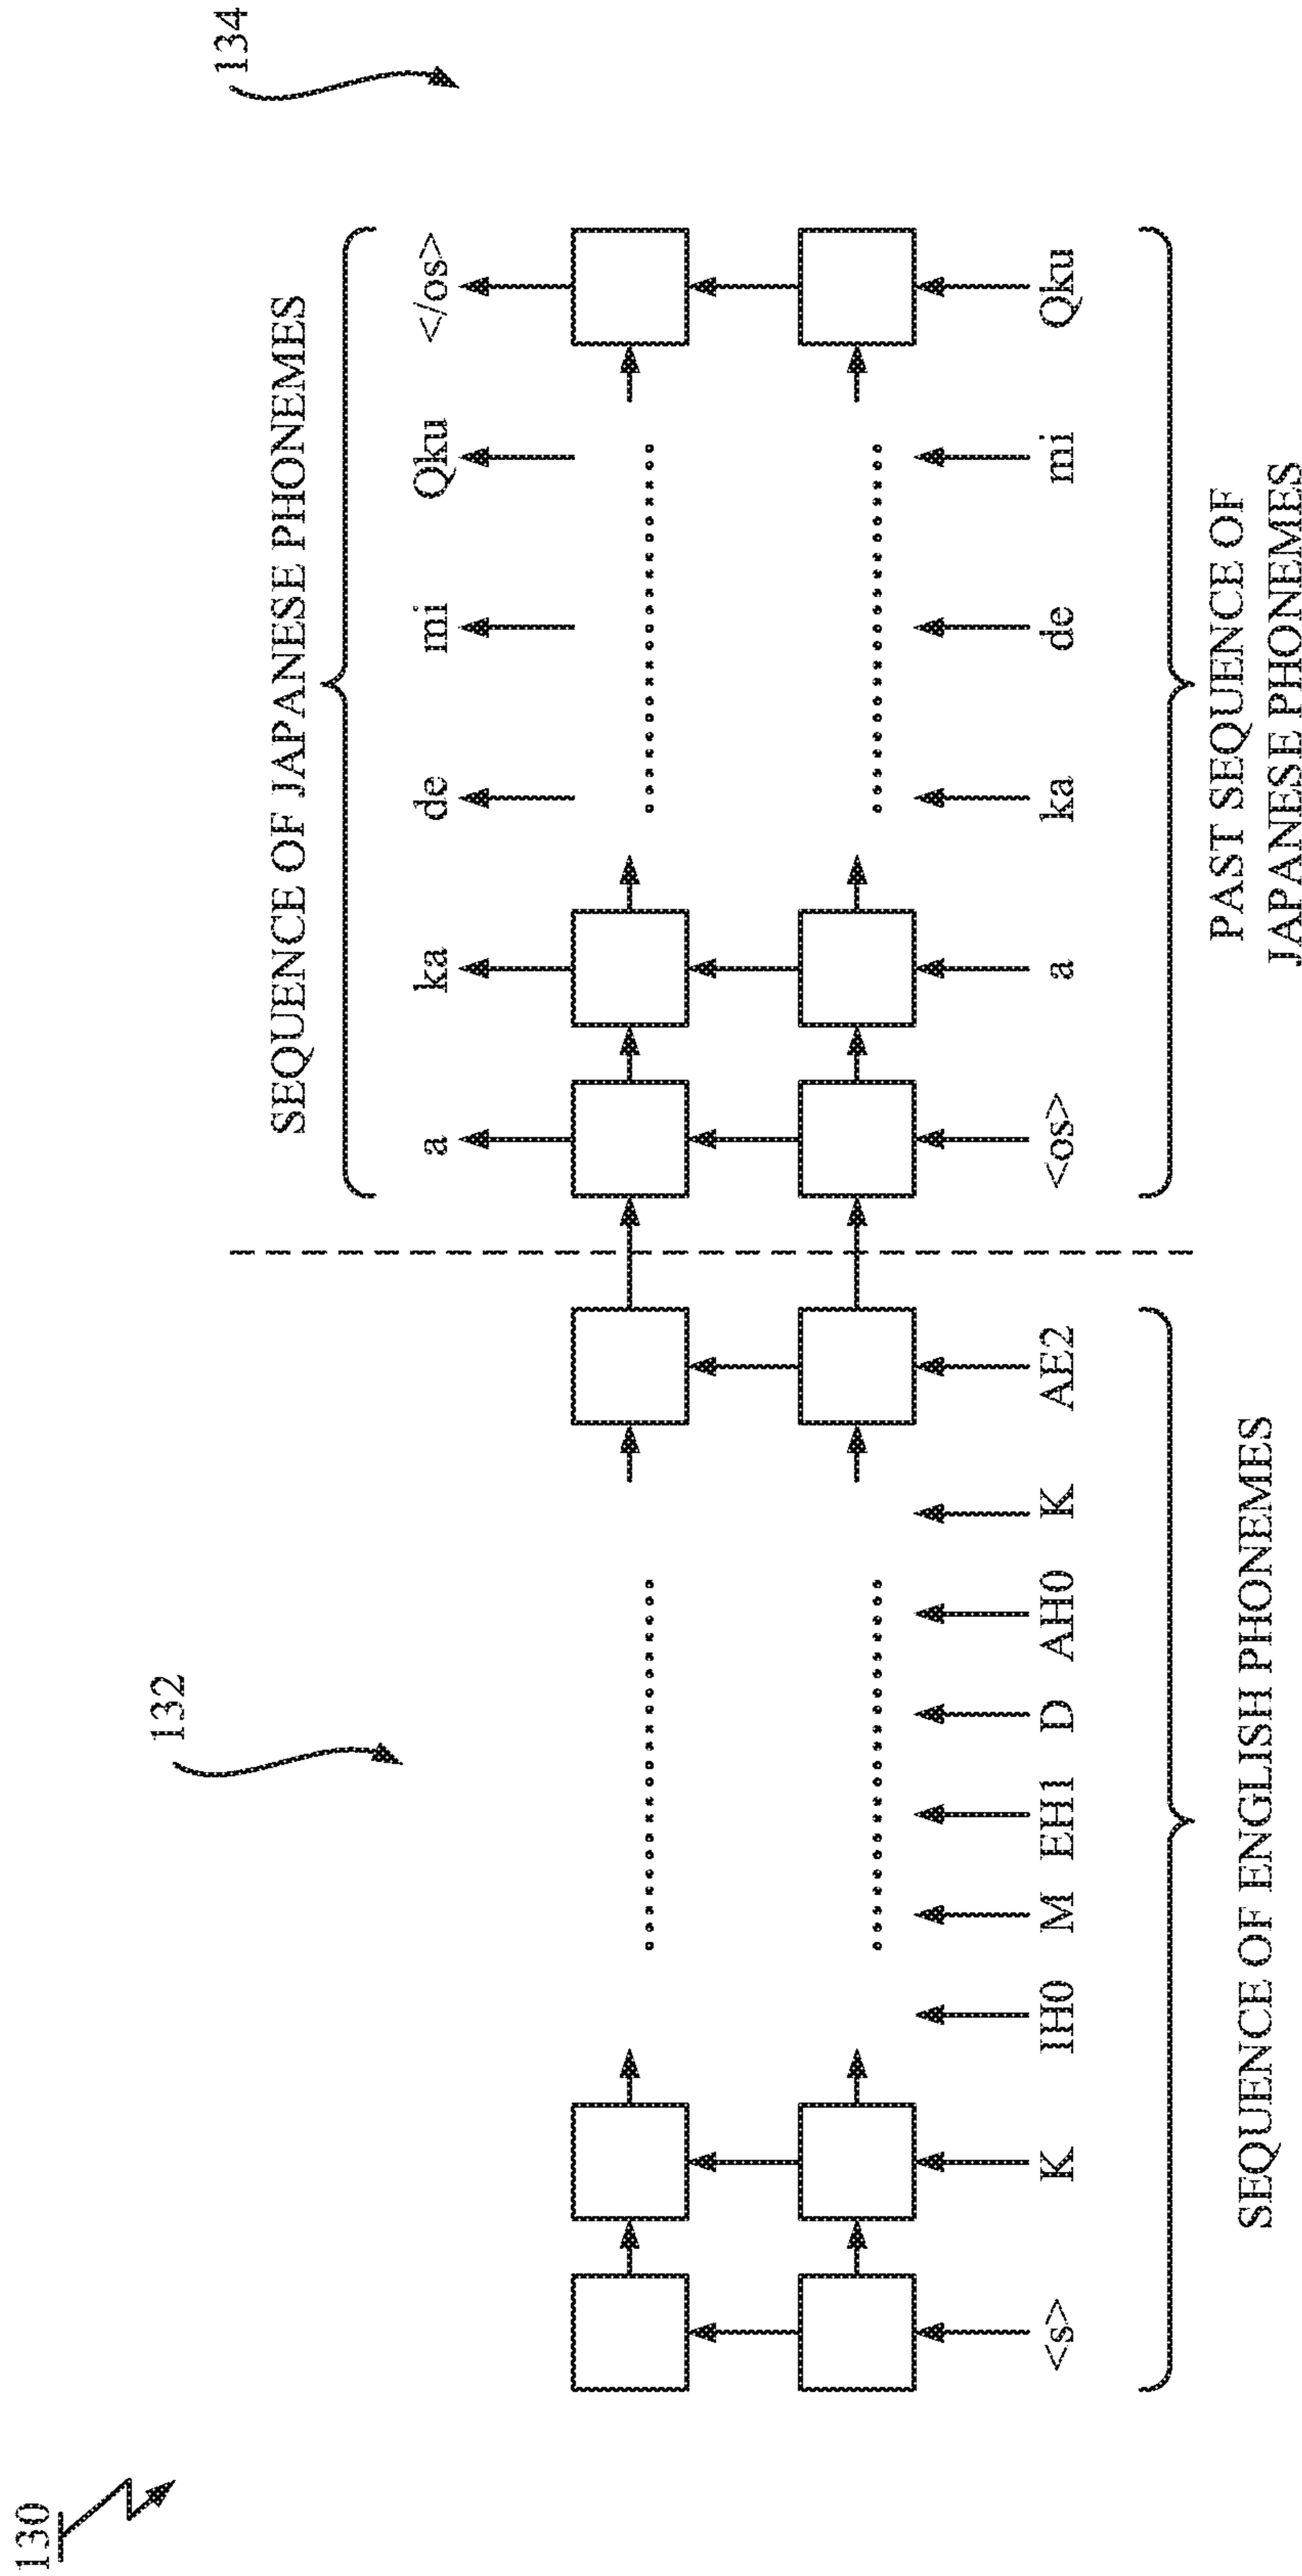 130
132
134
SEQUENCE OF JAPANESE PHONEMES
a ka de mi Qku </os>
<s> K IH0 M EH1 D AH0 K AE2 <os> a ka de mi Qku
SEQUENCE OF ENGLISH PHONEMES
PAST SEQUENCE OF
JAPANESE PHONEMES